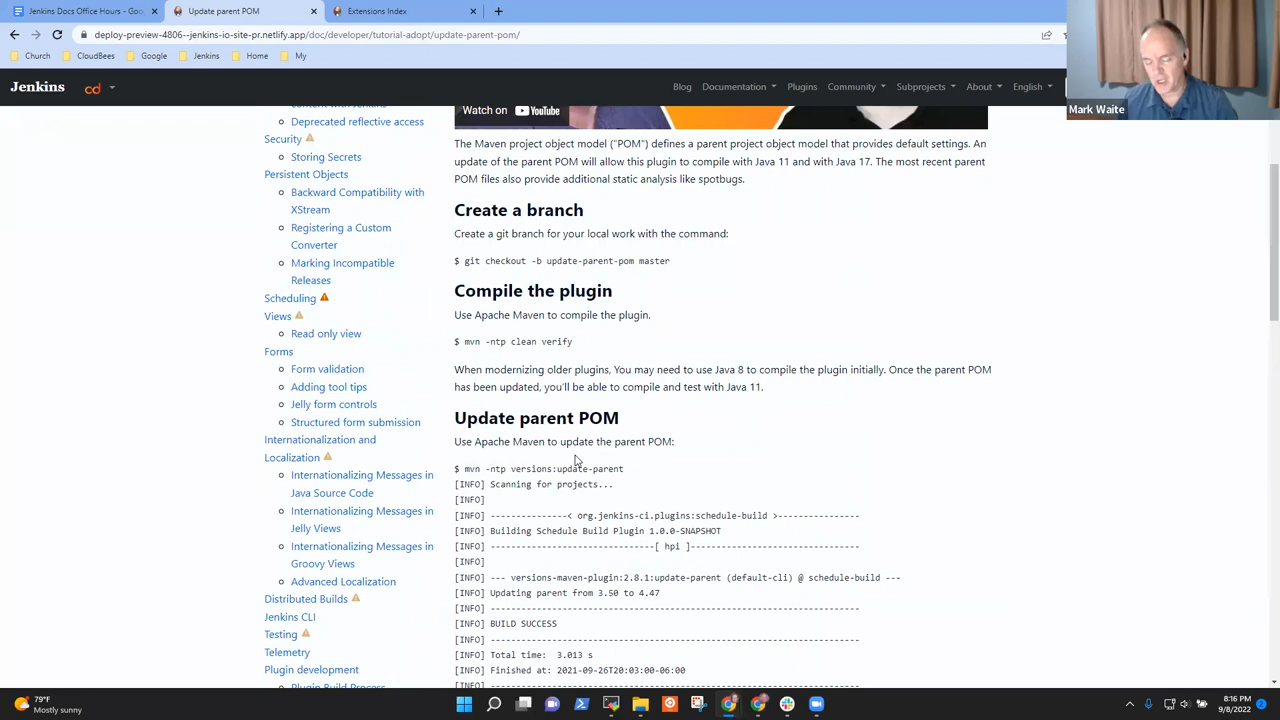 Jenkins Docs Office Hours - Goo
Update parent POM
Extensions Index
deploy-preview-4806--jenkins-io-site-pr.netlify.app/doc/developer/tutorial-adopt/update-parent-pom/
Church
CloudBees
Google
Jenkins
Home
My
Mark Waite
Jenkins
cd
Blog
Documentation
Plugins
Community
Subprojects
About
English
content with Jenkins
Deprecated reflective access
Security
Storing Secrets
Persistent Objects
Backward Compatibility with
XStream
Registering a Custom
Converter
Marking Incompatible
Releases
Scheduling
Views
Read only view
Forms
Form validation
Adding tool tips
Jelly form controls
Structured form submission
Internationalization and
Localization
Internationalizing Messages in
Java Source Code
Internationalizing Messages in
Jelly Views
Internationalizing Messages in
Groovy Views
Advanced Localization
Distributed Builds
Jenkins CLI
Testing
Telemetry
Plugin development
Plugin Build Process
Watch on YouTube
The Maven project object model ("POM") defines a parent project object model that provides default settings. An
update of the parent POM will allow this plugin to compile with Java 11 and with Java 17. The most recent parent
POM files also provide additional static analysis like spotbugs.
Create a branch
Create a git branch for your local work with the command:
$ git checkout -b update-parent-pom master
Compile the plugin
Use Apache Maven to compile the plugin.
$ mvn -ntp clean verify
When modernizing older plugins, You may need to use Java 8 to compile the plugin initially. Once the parent POM
has been updated, you'll be able to compile and test with Java 11.
Update parent POM
Use Apache Maven to update the parent POM:
$ mvn -ntp versions:update-parent
[INFO] Scanning for projects...
[INFO]
[INFO] ---------------< org.jenkins-ci.plugins:schedule-build >----------------
[INFO] Building Schedule Build Plugin 1.0.0-SNAPSHOT
[INFO] --------------------------------[ hpi ]---------------------------------
[INFO]
[INFO] --- versions-maven-plugin:2.8.1:update-parent (default-cli) @ schedule-build ---
[INFO] Updating parent from 3.50 to 4.47
[INFO] ------------------------------------------------------------------------
[INFO] BUILD SUCCESS
[INFO] ------------------------------------------------------------------------
[INFO] Total time: 3.013 s
[INFO] Finished at: 2021-09-26T20:03:00-06:00
[INFO] ------------------------------------------------------------------------
79°F
Mostly sunny
8:16 PM
9/8/2022